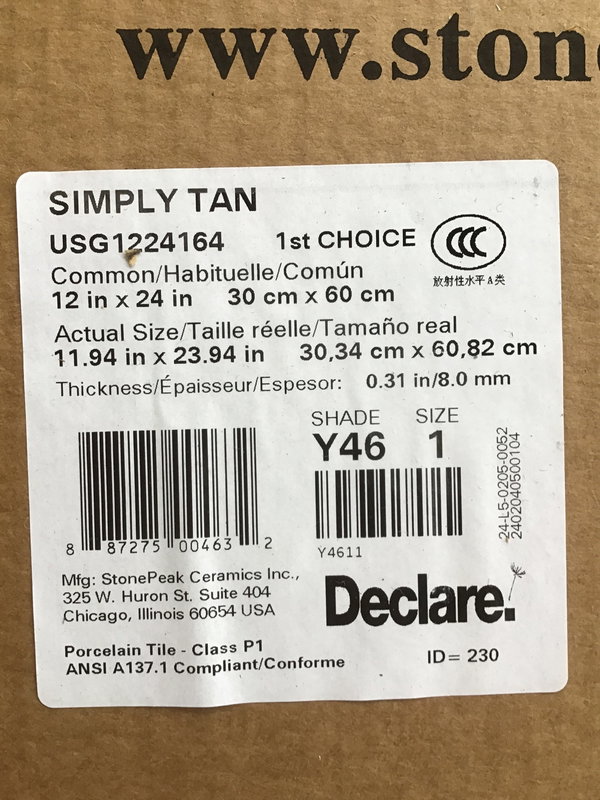 www.ston
SIMPLY TAN
USG1224164 1st CHOICE
CCC
放射性水平 A 类
Common/Habituelle/Común
12 in x 24 in 30 cm x 60 cm
Actual Size/Taille réelle/Tamaño real
11.94 in x 23.94 in 30,34 cm x 60,82 cm
Thickness/Épaisseur/Espesor: 0.31 in/8.0 mm
SHADE SIZE
Y46 1
24-L5-0205-0052
2402040500104
8 87275 00463 2
Y4611
Mfg: StonePeak Ceramics Inc.,
325 W. Huron St. Suite 404
Chicago, Illinois 60654 USA
Declare.
Porcelain Tile - Class P1
ANSI A137.1 Compliant/Conforme
ID= 230